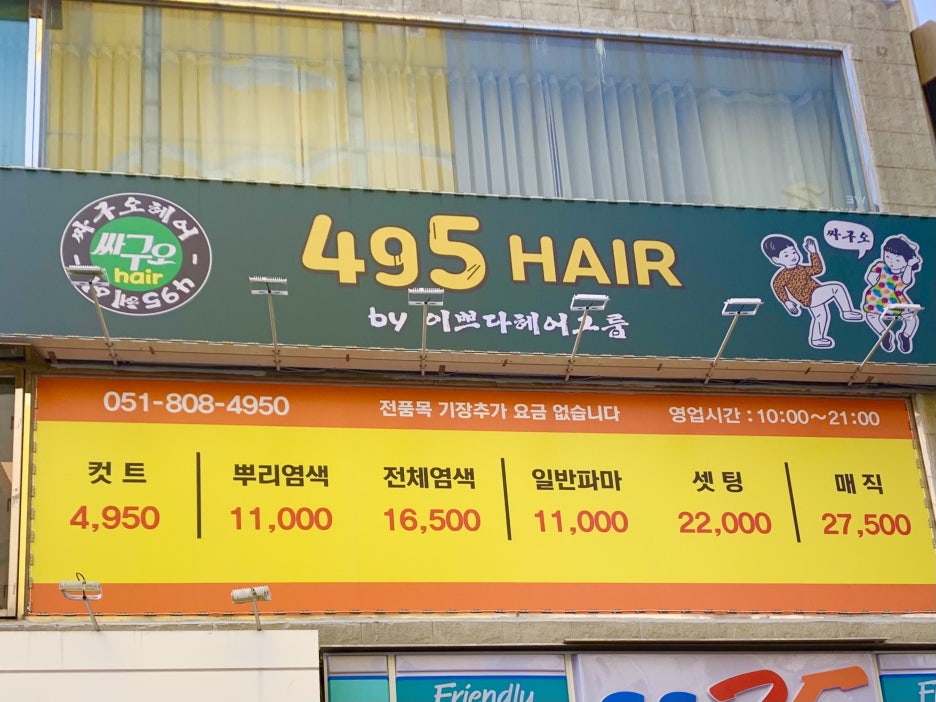 싸구오헤어
싸구오
hair
495헤어
495 HAIR
by 이쁘다헤어그룹
싸구오
051-808-4950
전품목 기장추가 요금 없습니다
영업시간 : 10:00~21:00
컷 트
뿌리염색
전체염색
일반파마
셋 팅
매 직
4,950
11,000
16,500
11,000
22,000
27,500
Friendly